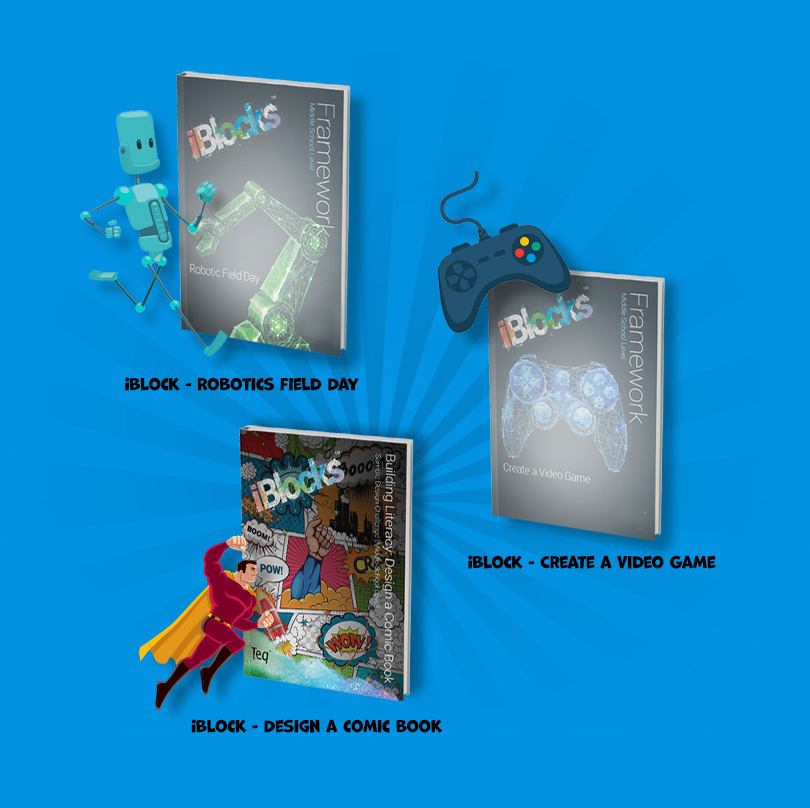 iBlocks
Framework
Middle School Level
Robotic Field Day
iBLOCK - ROBOTICS FIELD DAY
iBlocks
Framework
Middle School Level
Create a Video Game
iBLOCK - CREATE A VIDEO GAME
iBlocks
Building Literacy: Design a Comic Book
Design Challenge
BOOM!
POW!
WOW!
Teq
iBLOCK - DESIGN A COMIC BOOK